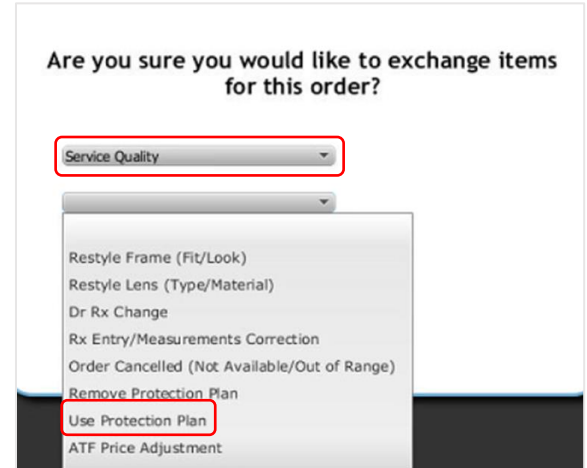 Are you sure you would like to exchange items
for this order?
Service Quality
Restyle Frame (Fit/Look)
Restyle Lens (Type/Material)
Dr Rx Change
Rx Entry/Measurements Correction
Order Cancelled (Not Available/Out of Range)
Remove Protection Plan
Use Protection Plan
ATF Price Adjustment